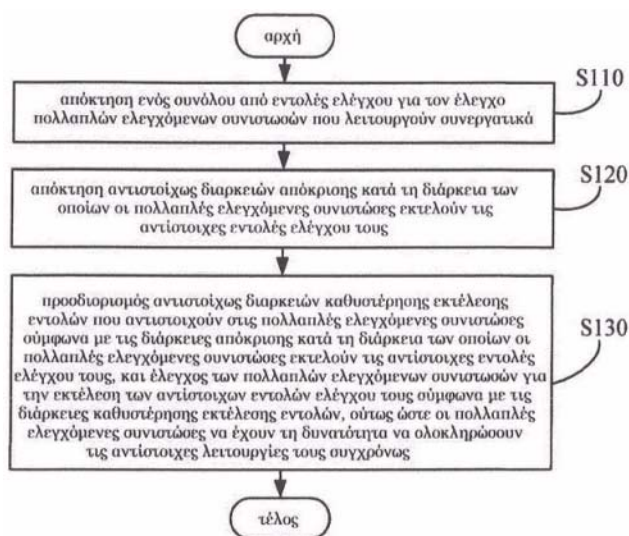 αρχή
S110
απόκτηση ενός συνόλου από εντολές ελέγχου για τον έλεγχο
πολλαπλών ελεγχόμενων συνιστωσών που λειτουργούν συνεργατικά
S120
απόκτηση αντιστοίχως διαρκειών απόκρισης κατά τη διάρκεια των
οποίων οι πολλαπλές ελεγχόμενες συνιστώσες εκτελούν τις
αντίστοιχες εντολές ελέγχου τους
S130
προοδιορισμός αντιστοίχως διαρκειών καθυστέρησης εκτέλεσης
εντολών που αντιστοιχούν στις πολλαπλές ελεγχόμενες συνιστώσες
σύμφωνα με τις διάρκειες απόκρισης κατά τη διάρκεια των οποίων οι
πολλαπλές ελεγχόμενες συνιστώσες εκτελούν τις αντίστοιχες εντολές
ελέγχου τους, και έλεγχος των πολλαπλών ελεγχόμενων συνιστωσών για
την εκτέλεση των αντίστοιχων εντολών ελέγχου τους σύμφωνα με τις
διάρκειες καθυστέρησης εκτέλεσης εντολών, ούτως ώστε οι πολλαπλές
ελεγχόμενες συνιστώσες να έχουν τη δυνατότητα να ολοκληρώσουν
τις αντίστοιχες λειτουργίες τους συγχρόνως
τέλος